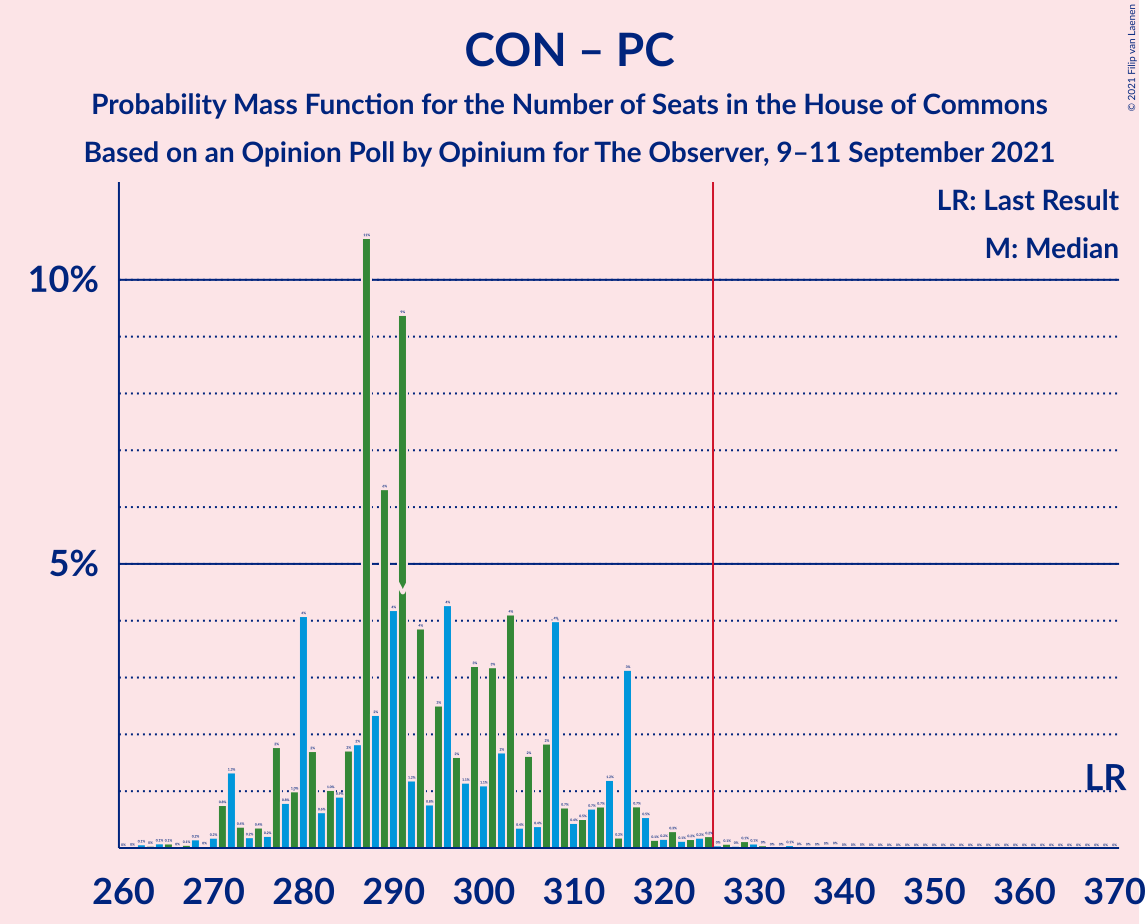 CON – PC
Probability Mass Function for the Number of Seats in the House of Commons
Based on an Opinion Poll by Opinium for The Observer, 9–11 September 2021
© 2021 Filip van Laenen
LR: Last Result
M: Median
10%
5%
LR
260 270 280 290 300 310 320 330 340 350 360 370